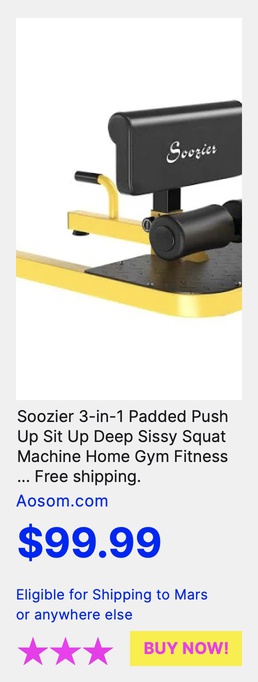 Soozier
Soozier 3-in-1 Padded Push
Up Sit Up Deep Sissy Squat
Machine Home Gym Fitness
... Free shipping.
Aosom.com
$99.99
Eligible for Shipping to Mars
or anywhere else
BUY NOW!